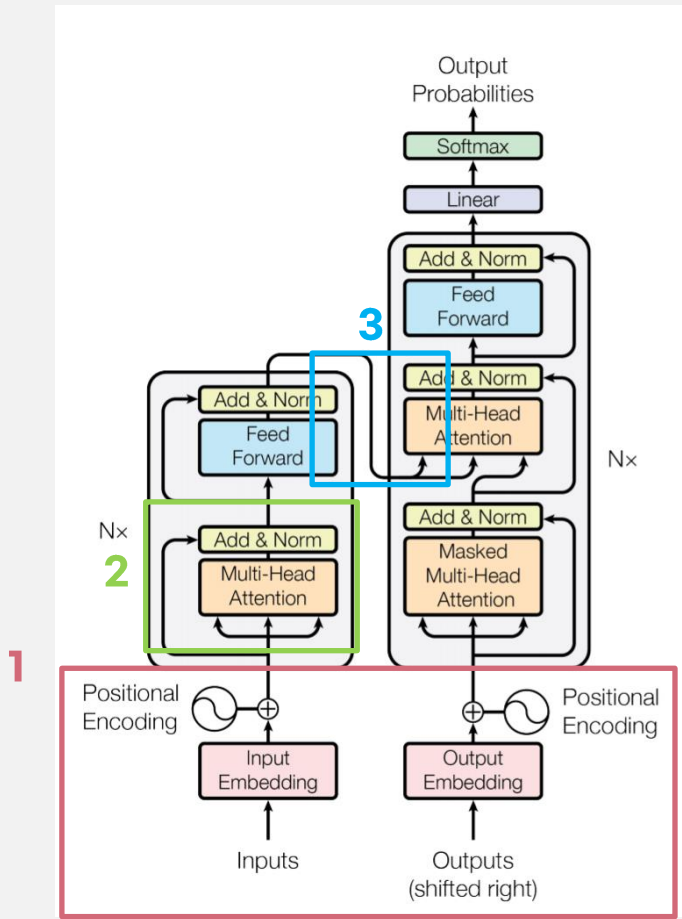 Output
Probabilities
Softmax
Linear
Add & Norm
Feed
Forward
3
Add & Norm
Multi-Head
Attention
Nx
Add & Norm
Masked
Multi-Head
Attention
Add & Norm
Feed
Forward
Nx
2
Add & Norm
Multi-Head
Attention
1
Positional
Encoding
Input
Embedding
Inputs
Positional
Encoding
Output
Embedding
Outputs
(shifted right)